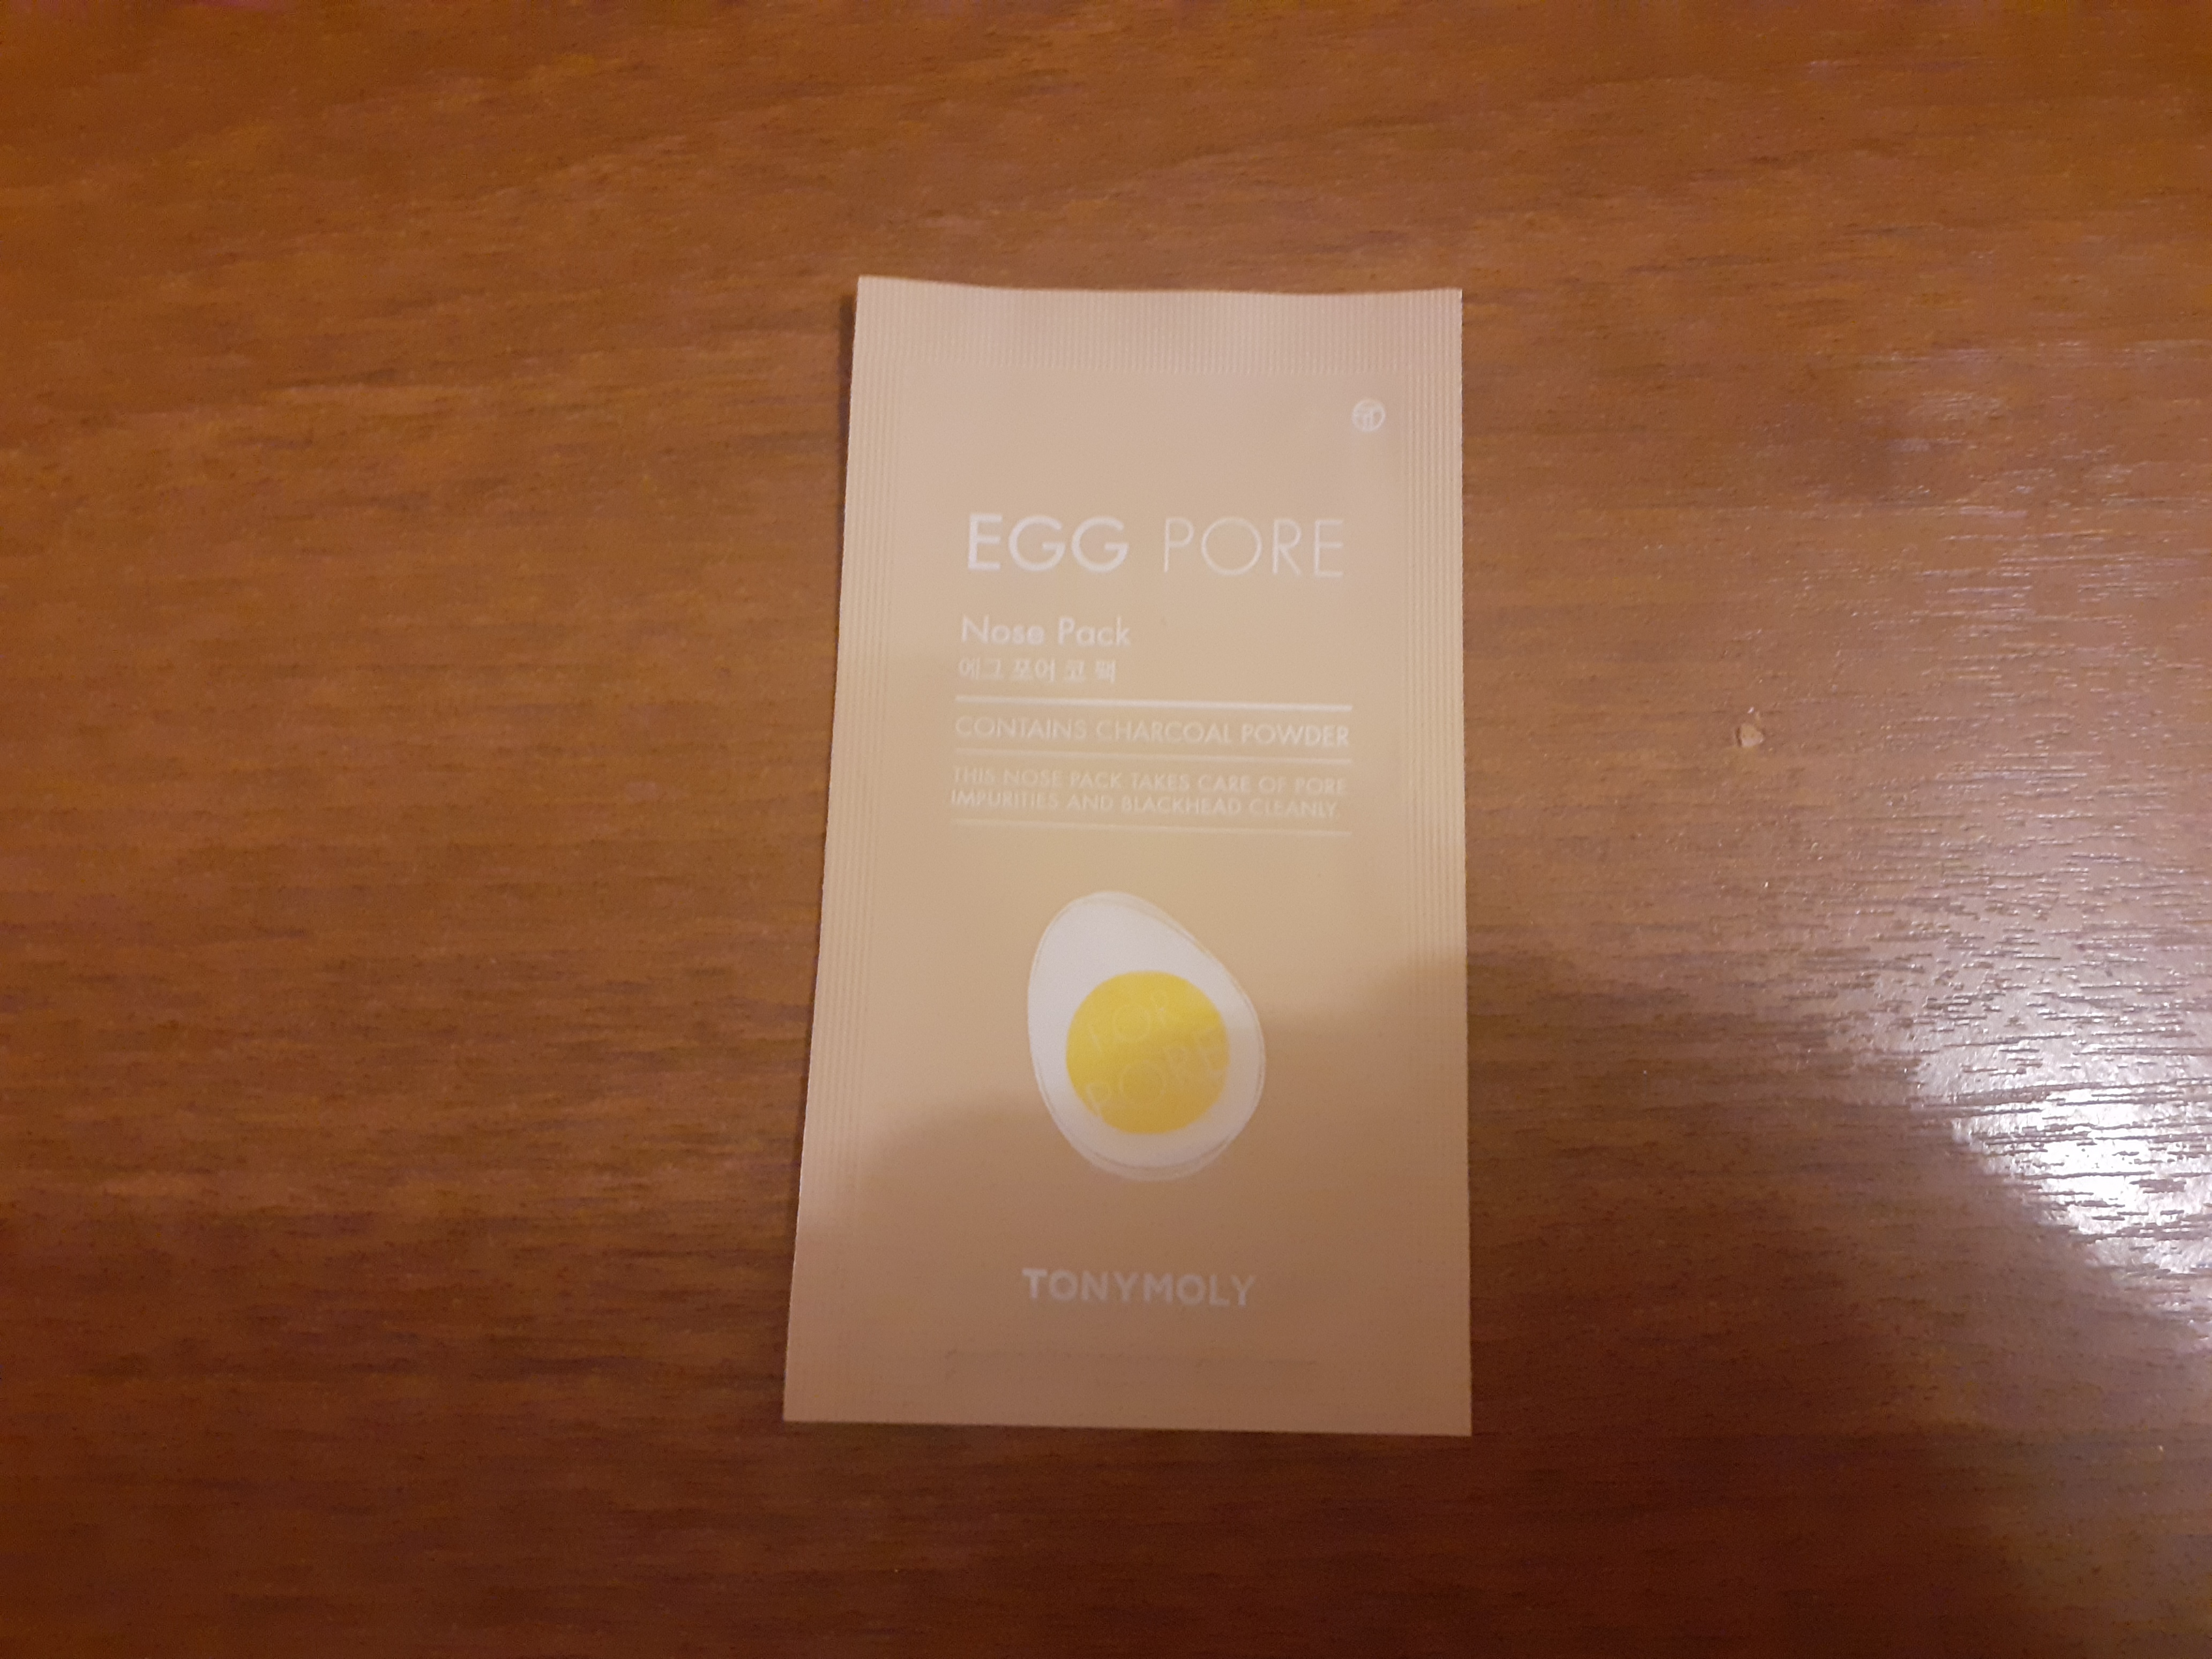 EGG PORE
Nose Pack
에그 포어 코 팩
CONTAINS CHARCOAL POWDER
THIS NOSE PACK TAKES CARE OF PORE
IMPURITIES AND BLACKHEAD CLEANLY.
FOR
PORE
TONYMOLY